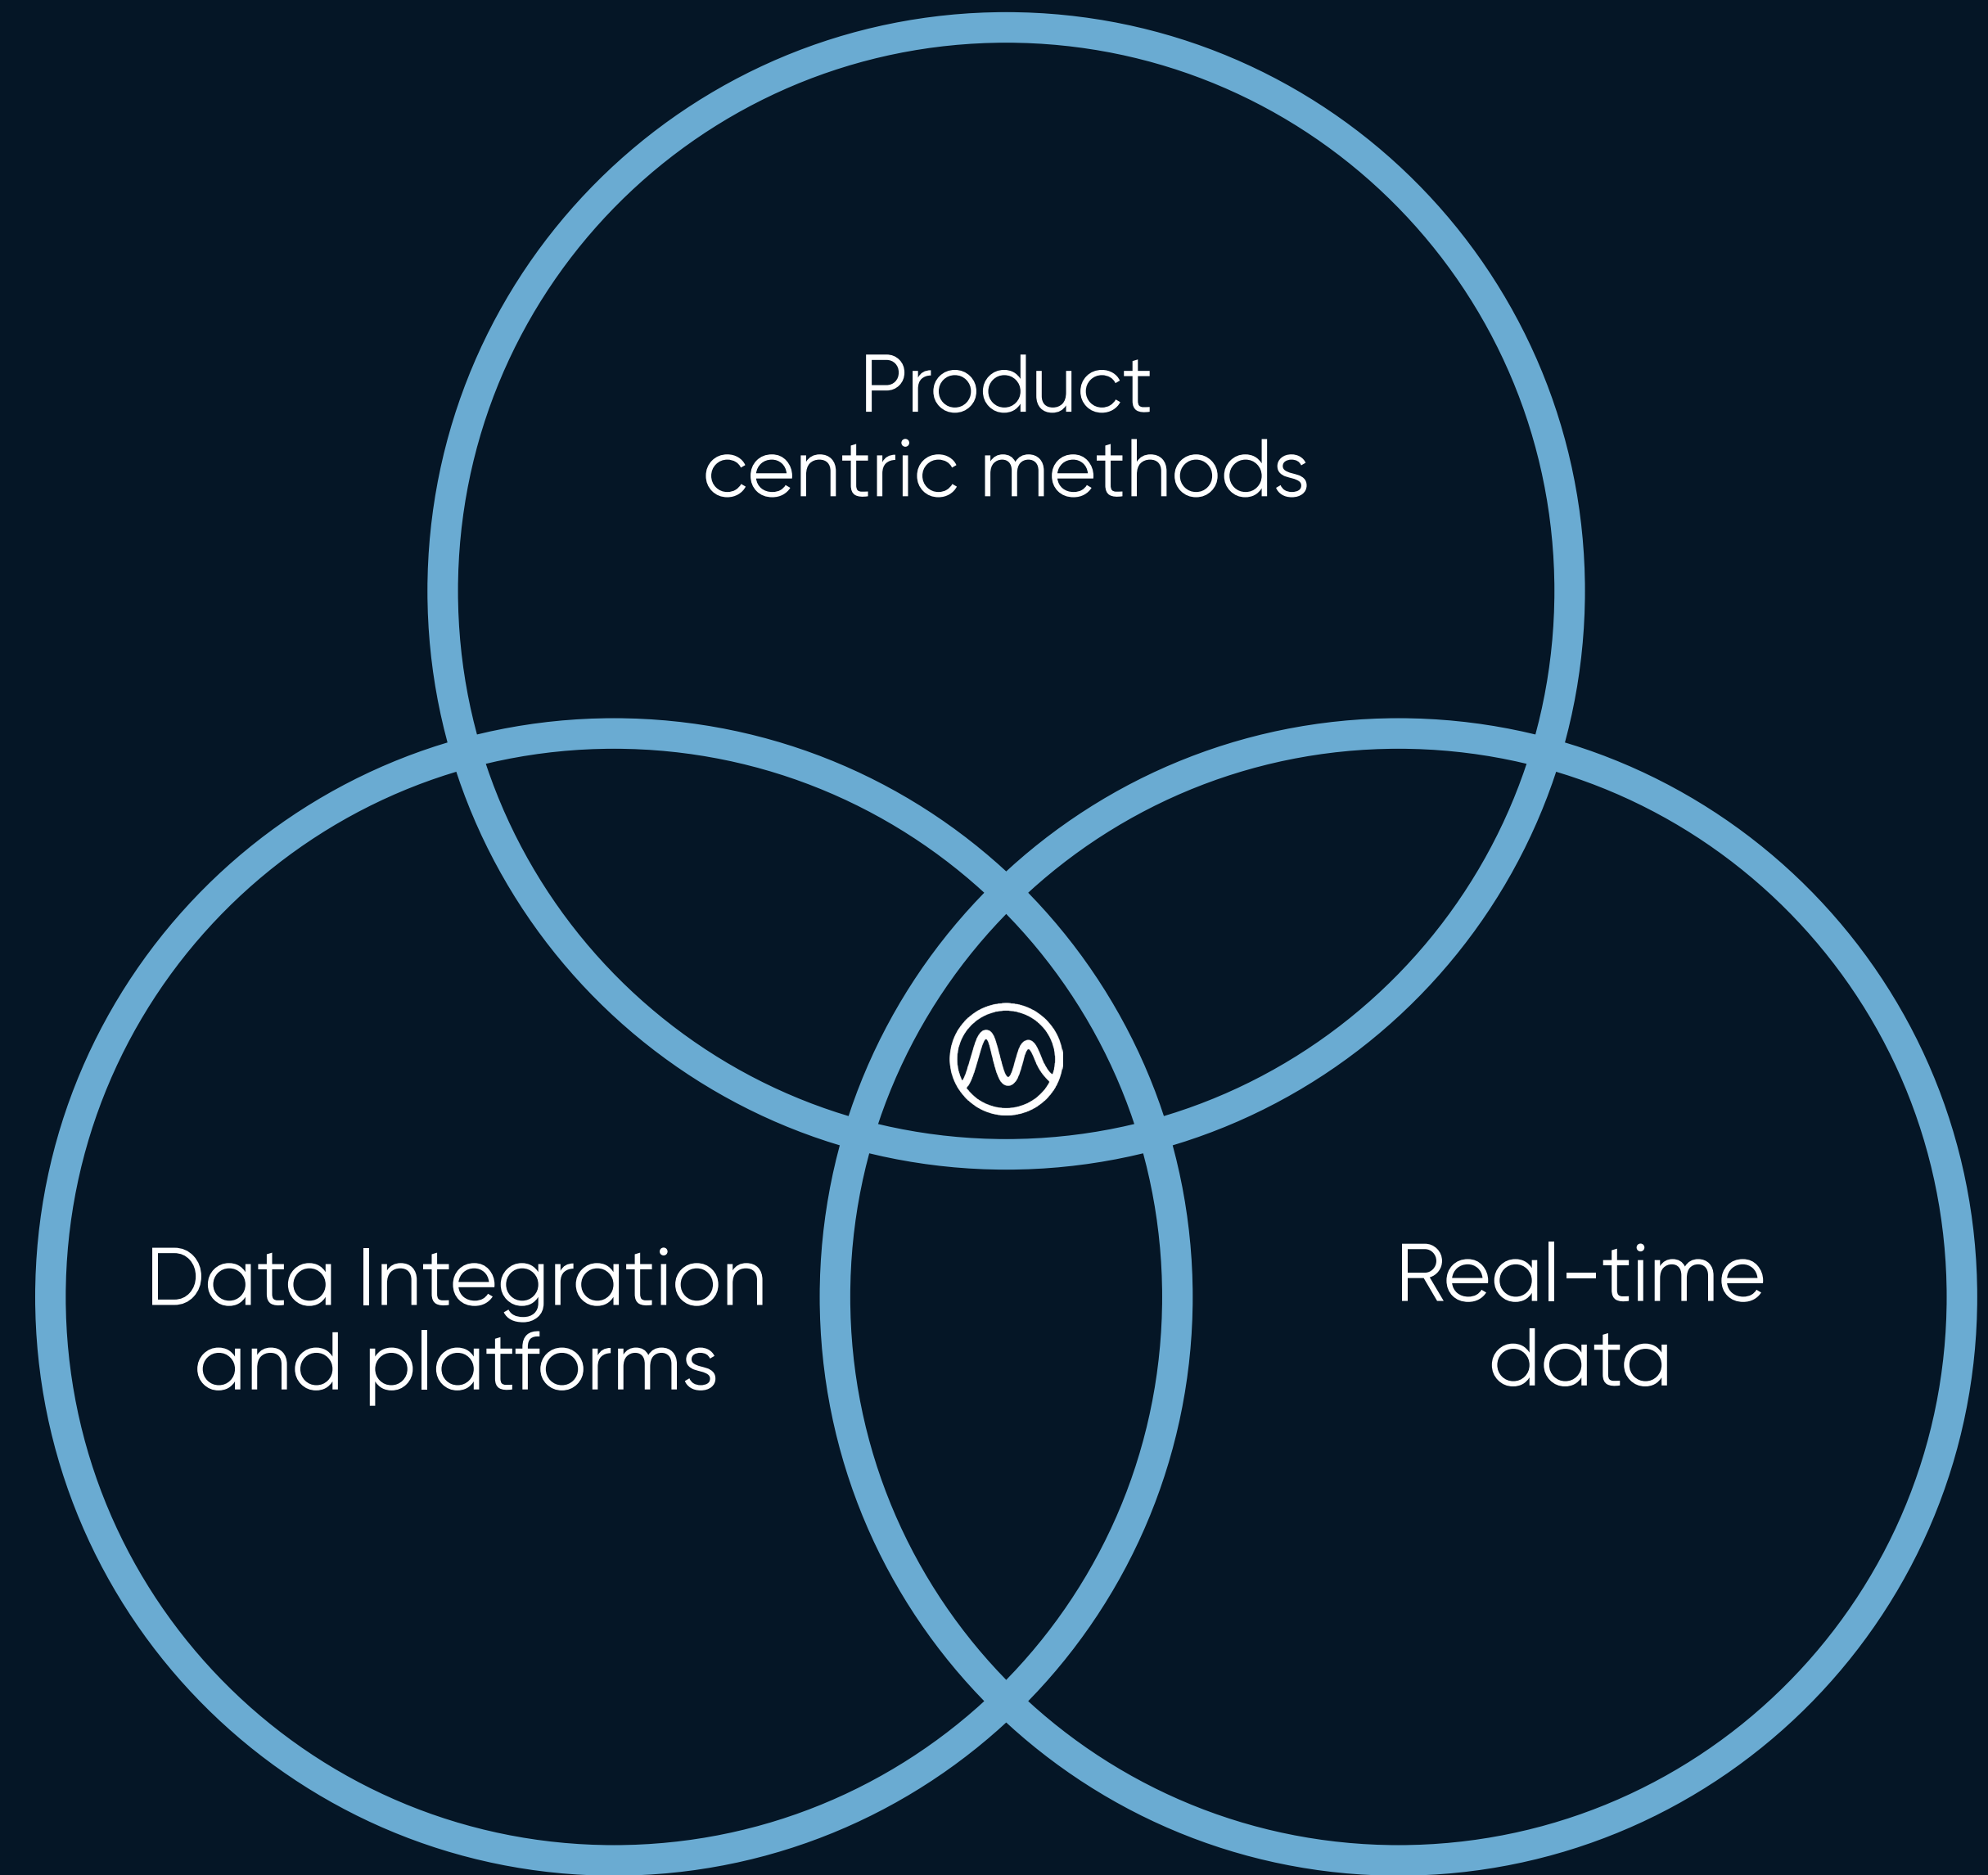 Product
centric methods
Data Integration
and platforms
Real-time
data